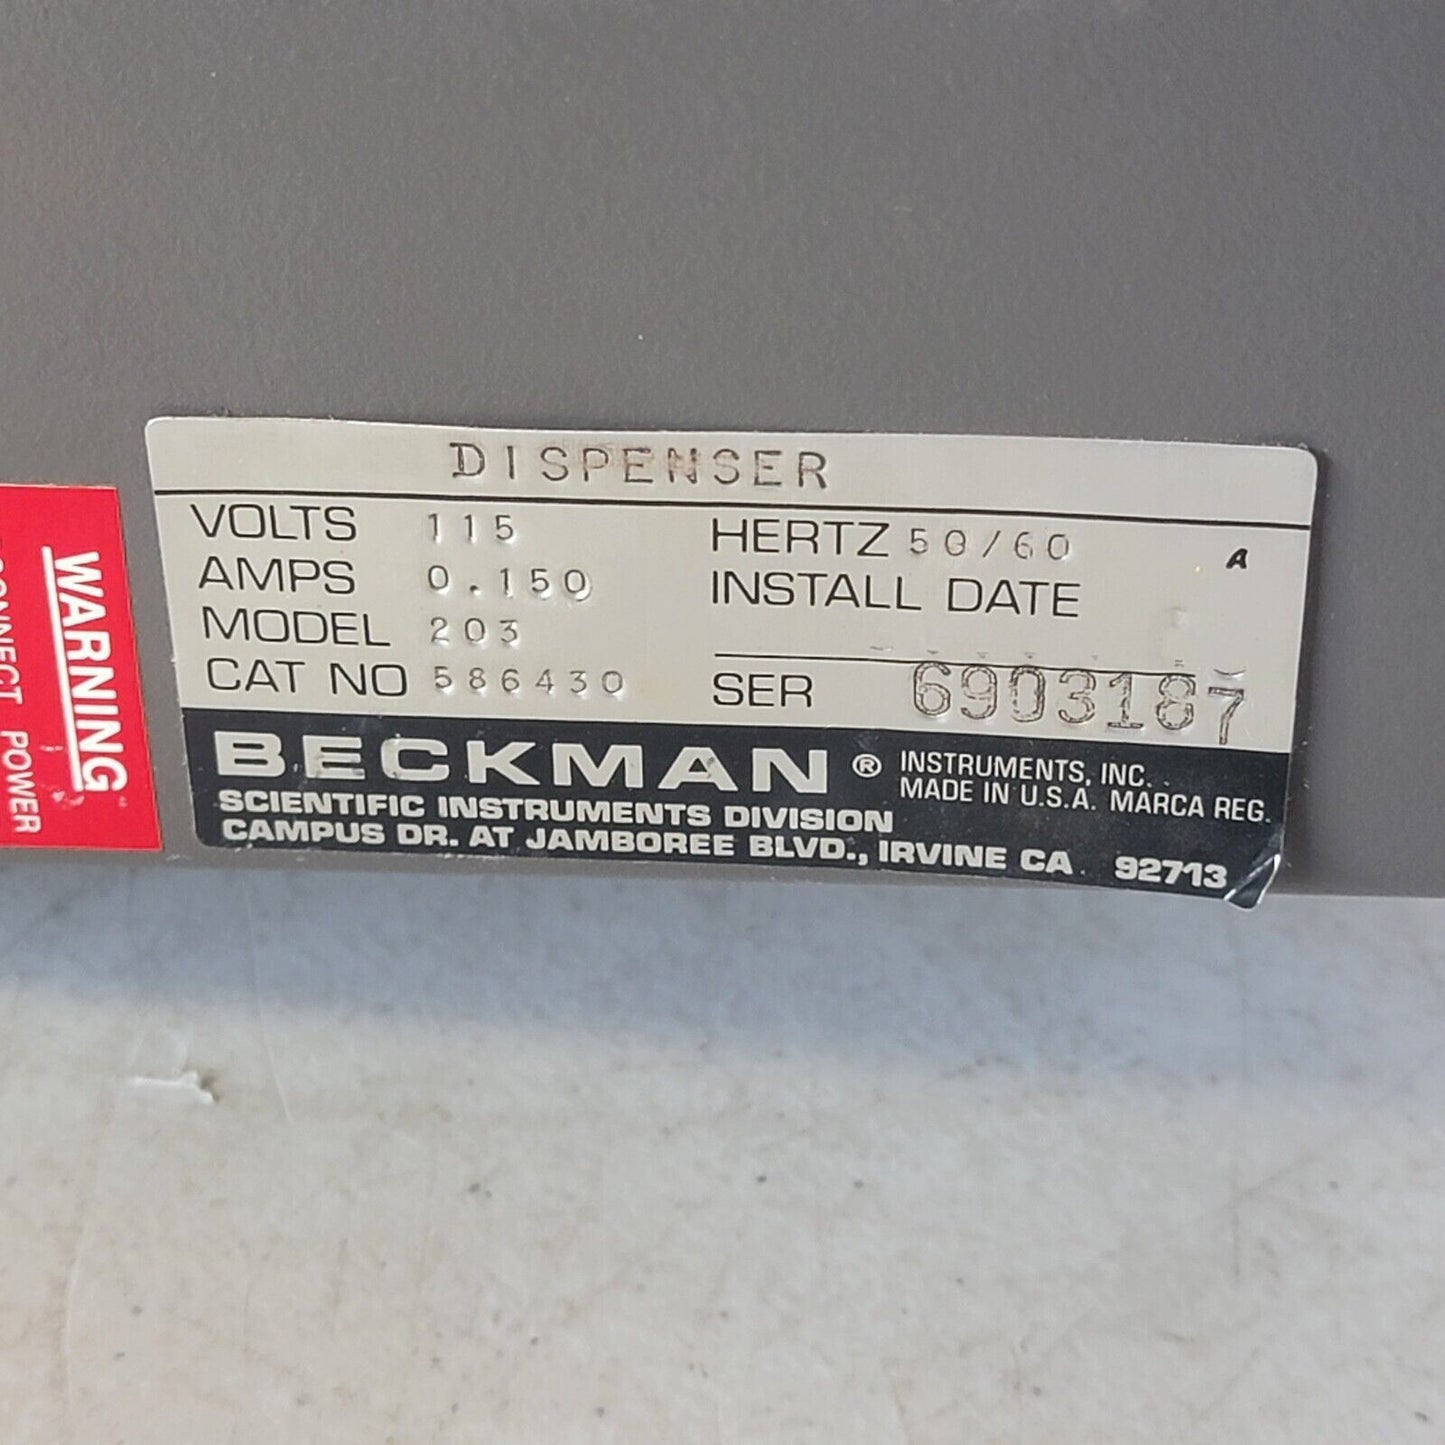 DISPENSER
VOLTS 115
HERTZ 50/60 A
AMPS 0.150
INSTALL DATE
MODEL 203
CAT NO 586430
SER 6903187
BECKMAN® INSTRUMENTS, INC.
MADE IN U.S.A. MARCA REG.
SCIENTIFIC INSTRUMENTS DIVISION
CAMPUS DR. AT JAMBOREE BLVD., IRVINE CA. 92713
WARNING
POWER